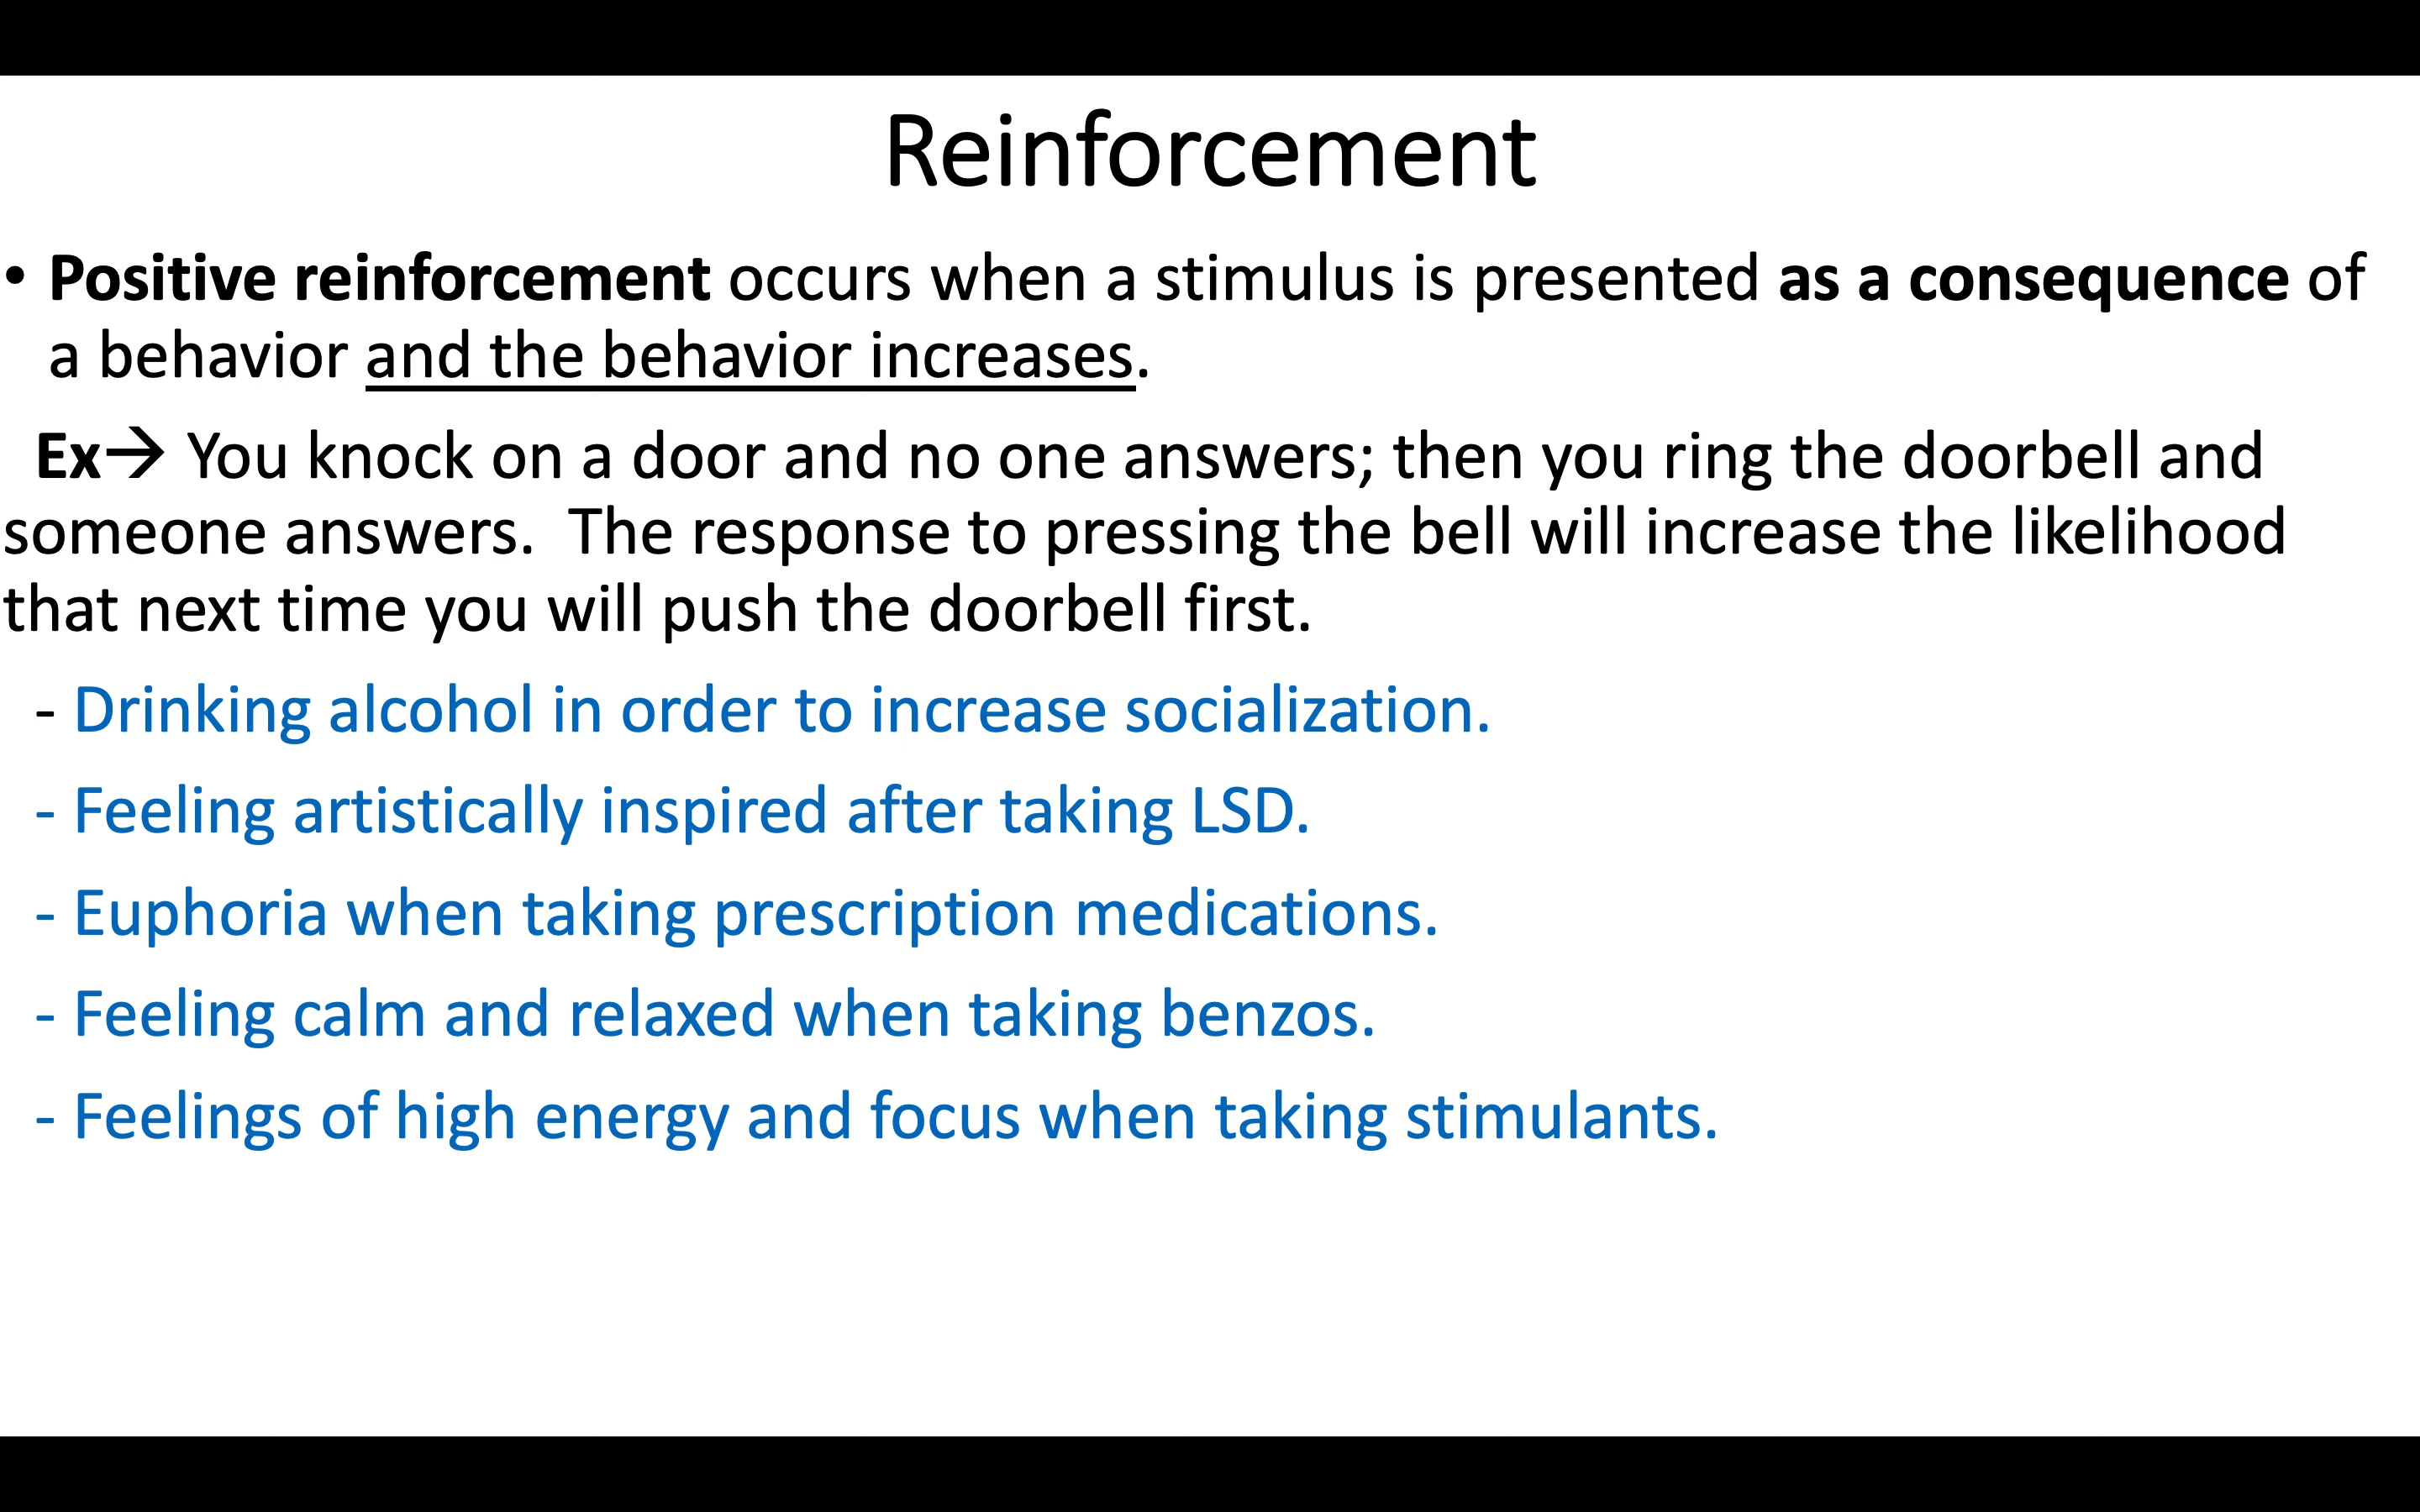 Reinforcement
• Positive reinforcement occurs when a stimulus is presented as a consequence of
a behavior and the behavior increases.
Ex→ You knock on a door and no one answers; then you ring the doorbell and
someone answers.  The response to pressing the bell will increase the likelihood
that next time you will push the doorbell first.
- Drinking alcohol in order to increase socialization.
- Feeling artistically inspired after taking LSD.
- Euphoria when taking prescription medications.
- Feeling calm and relaxed when taking benzos.
- Feelings of high energy and focus when taking stimulants.